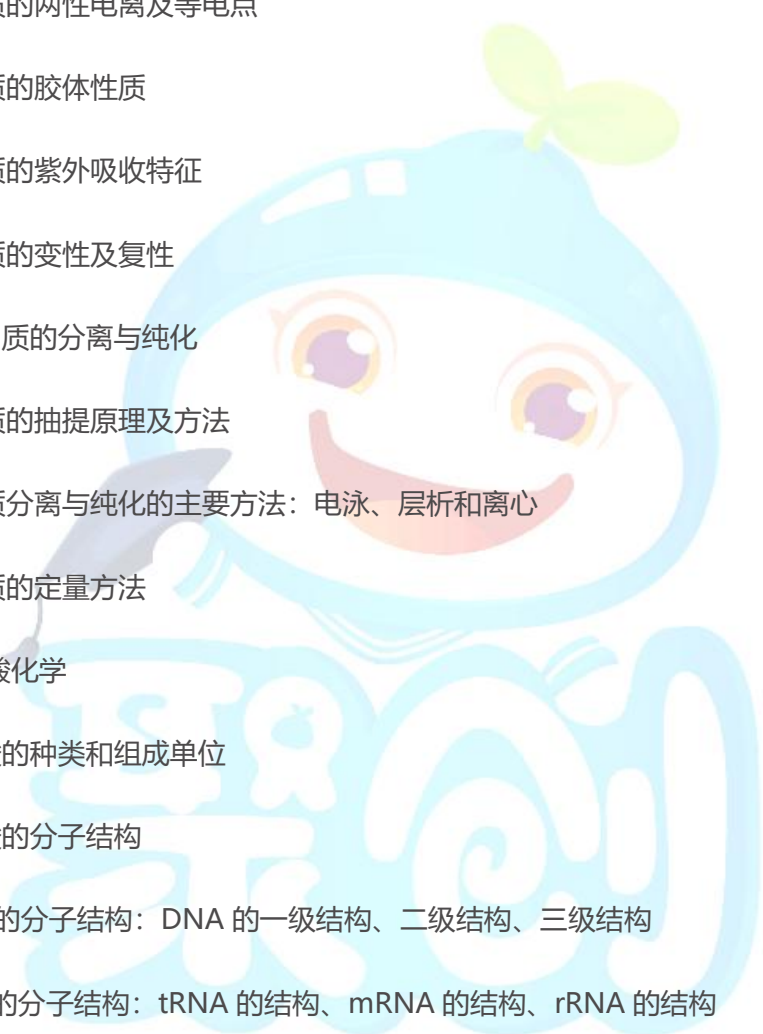 质的两性电离及等电点
质的胶体性质
质的紫外吸收特征
质的变性及复性
质的分离与纯化
质的抽提原理及方法
质分离与纯化的主要方法：电泳、层析和离心
质的定量方法
酸化学
的种类和组成单位
的分子结构
的分子结构：DNA 的一级结构、二级结构、三级结构
的分子结构：tRNA 的结构、mRNA 的结构、rRNA 的结构
聚创